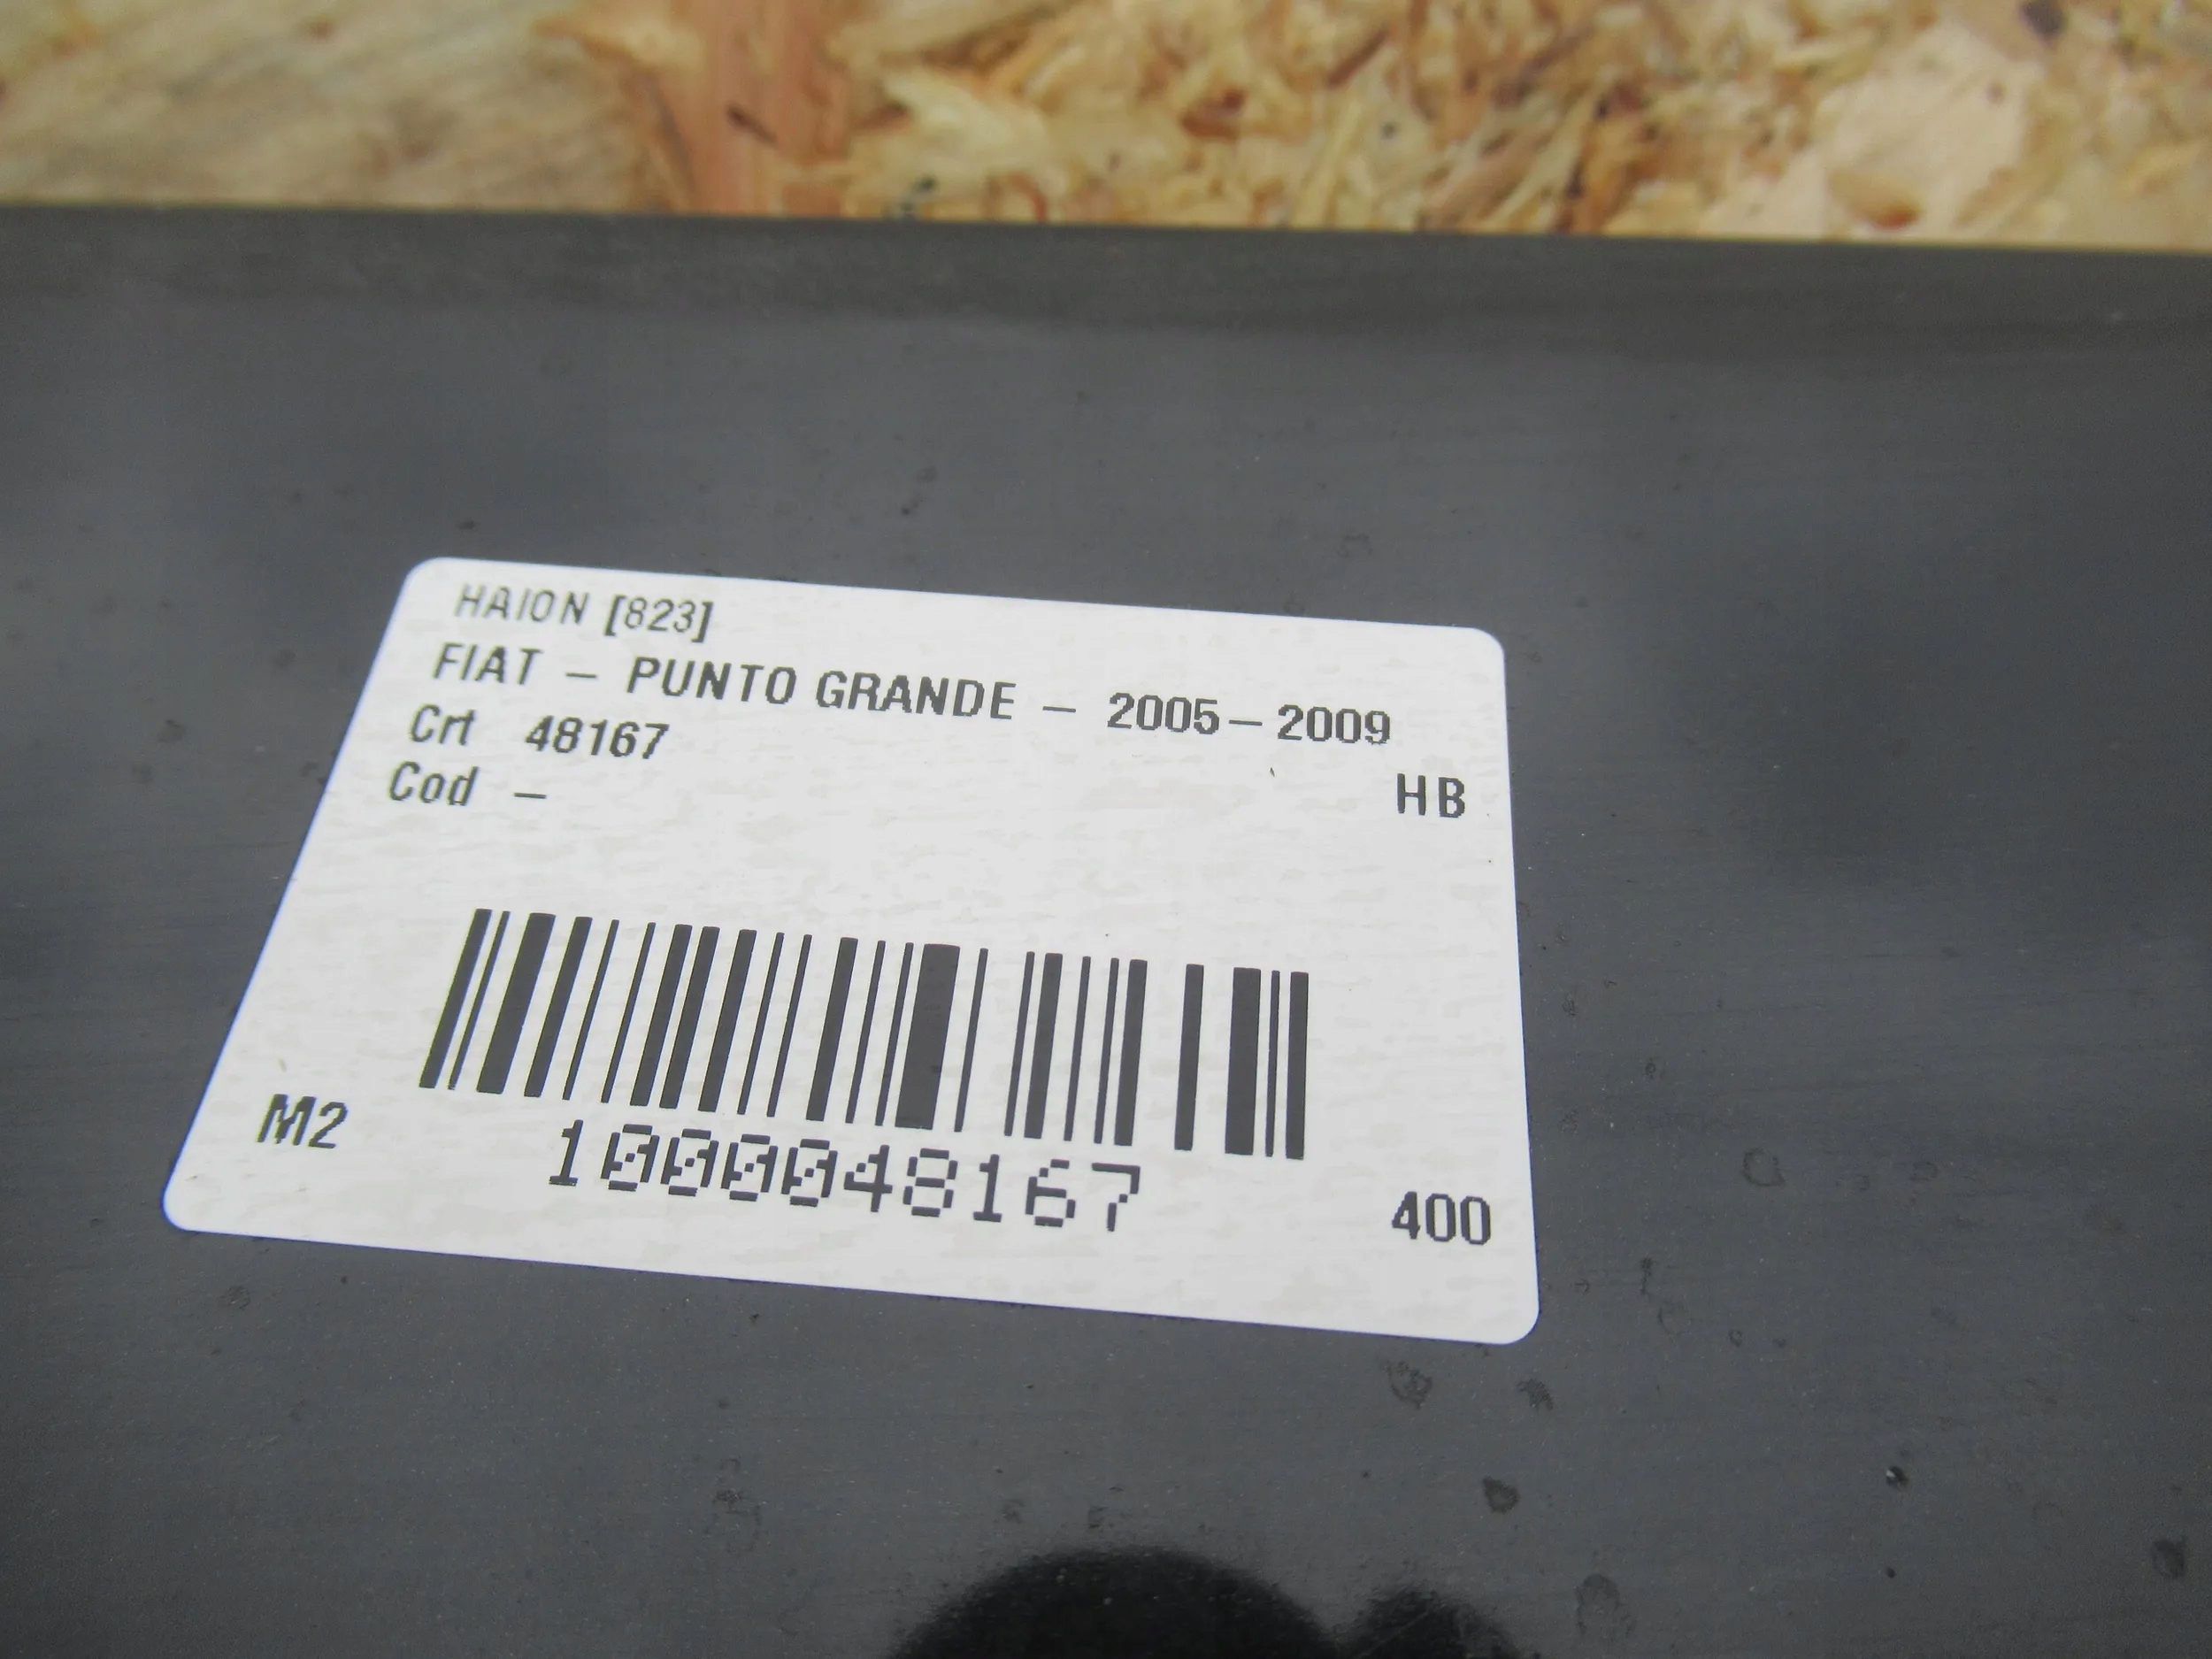 HAION [823]
FIAT - PUNTO GRANDE - 2005-2009
Crt 48167
Cod -
HB
M2
1000048167
400